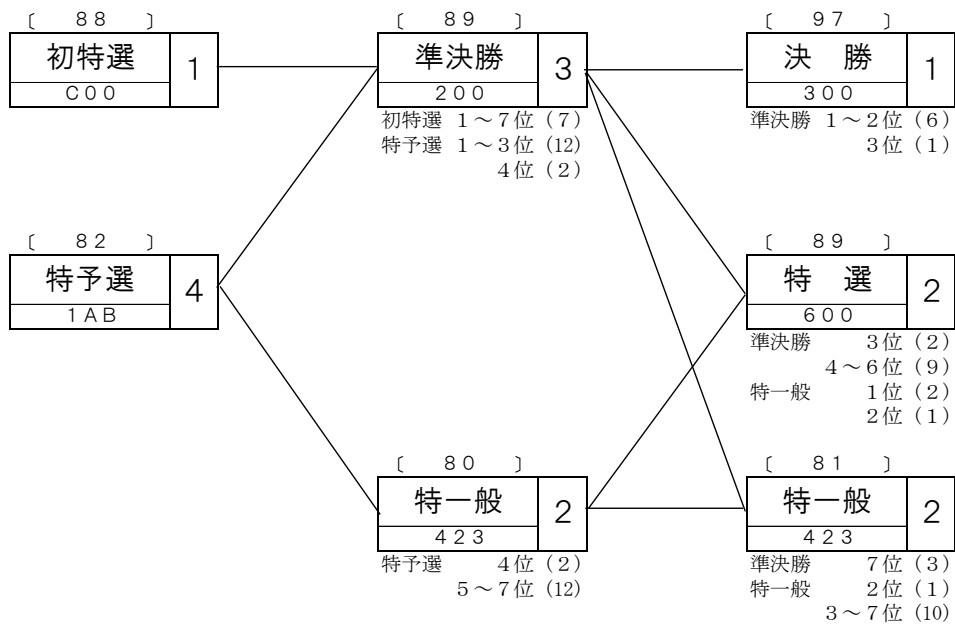 〔 ８８ 〕
初特選 1
Ｃ００
〔 ８２ 〕
特予選 4
１ＡＢ
〔 ８９ 〕
準決勝 3
２００
初特選 １～７位（７）
特予選 １～３位（12）
４位（２）
〔 ８０ 〕
特一般 2
４２３
特予選 ４位（２）
５～７位（12）
〔 ９７ 〕
決 勝 1
３００
準決勝 １～２位（６）
３位（１）
〔 ８９ 〕
特 選 2
６００
準決勝 ３位（２）
４～６位（９）
特一般 １位（２）
２位（１）
〔 ８１ 〕
特一般 2
４２３
準決勝 ７位（３）
特一般 ２位（１）
３～７位（10）